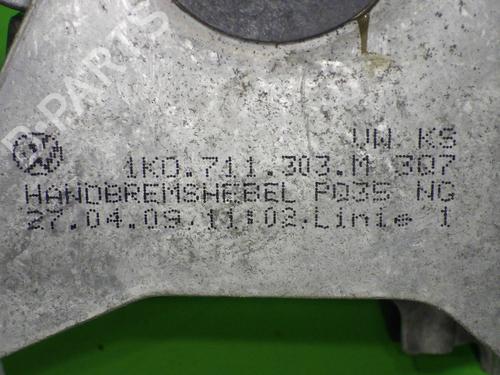 B-PARTS
VW KS
1K0.711.303.M 307
HANDBREMSHEBEL PQ35 NG
27.04.09.11:02.Linie 1